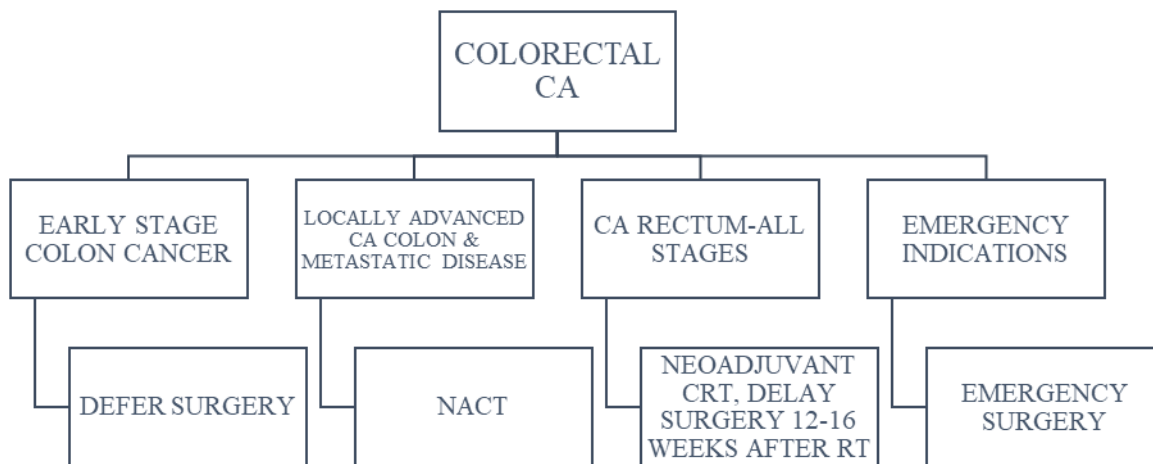 COLORECTAL
CA
EARLY STAGE
COLON CANCER
LOCALLY ADVANCED
CA COLON &
METASTATIC DISEASE
CA RECTUM-ALL
STAGES
EMERGENCY
INDICATIONS
DEFER SURGERY
NACT
NEOADJUVANT
CRT, DELAY
SURGERY 12-16
WEEKS AFTER RT
EMERGENCY
SURGERY